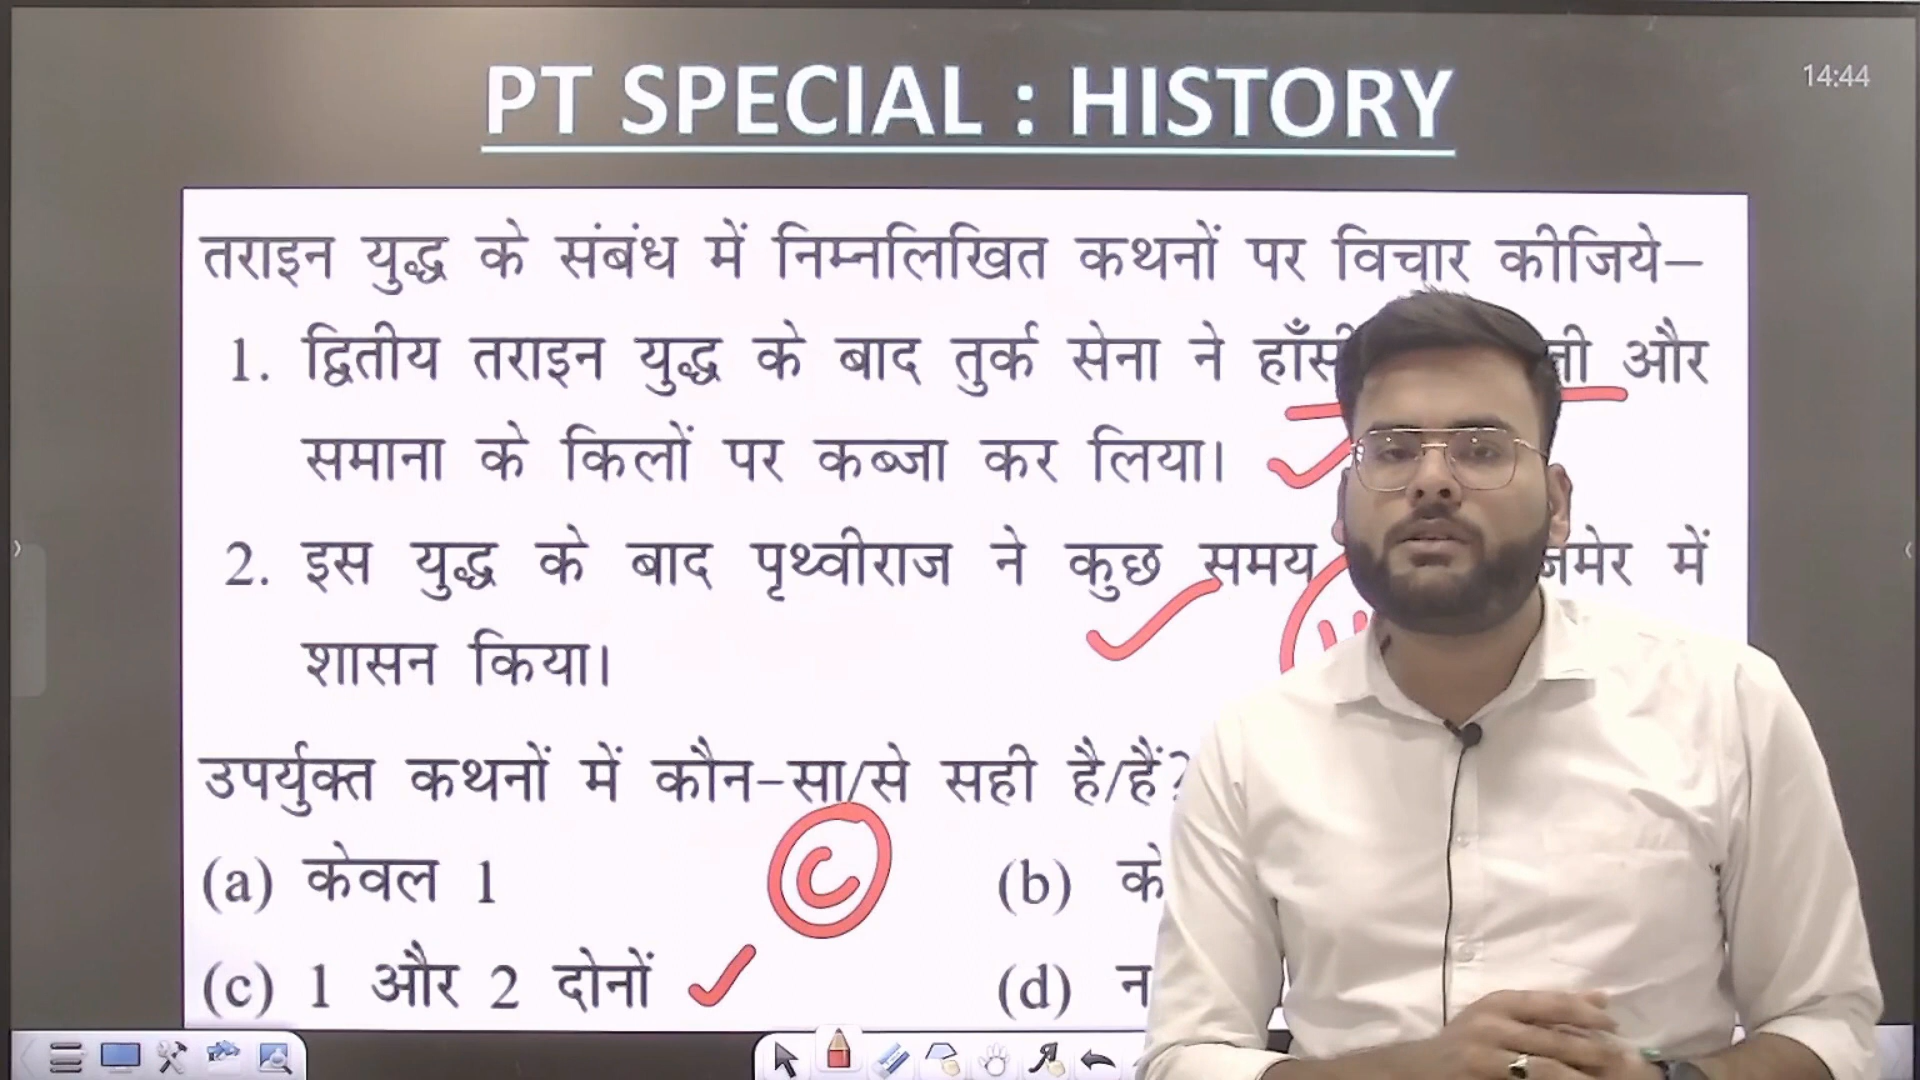 PT SPECIAL : HISTORY
14:44
तराइन युद्ध के संबंध में निम्नलिखित कथनों पर विचार कीजिये–
1. द्वितीय तराइन युद्ध के बाद तुर्क सेना ने और
समाना के किलों पर कब्जा कर लिया।
2. इस युद्ध के बाद पृथ्वीराज ने कुछ समय में
शासन किया।
उपर्युक्त कथनों में कौन-सा/से सही है/हैं?
(a) केवल 1
C
(b)
(c) 1 और 2 दोनों
(d)